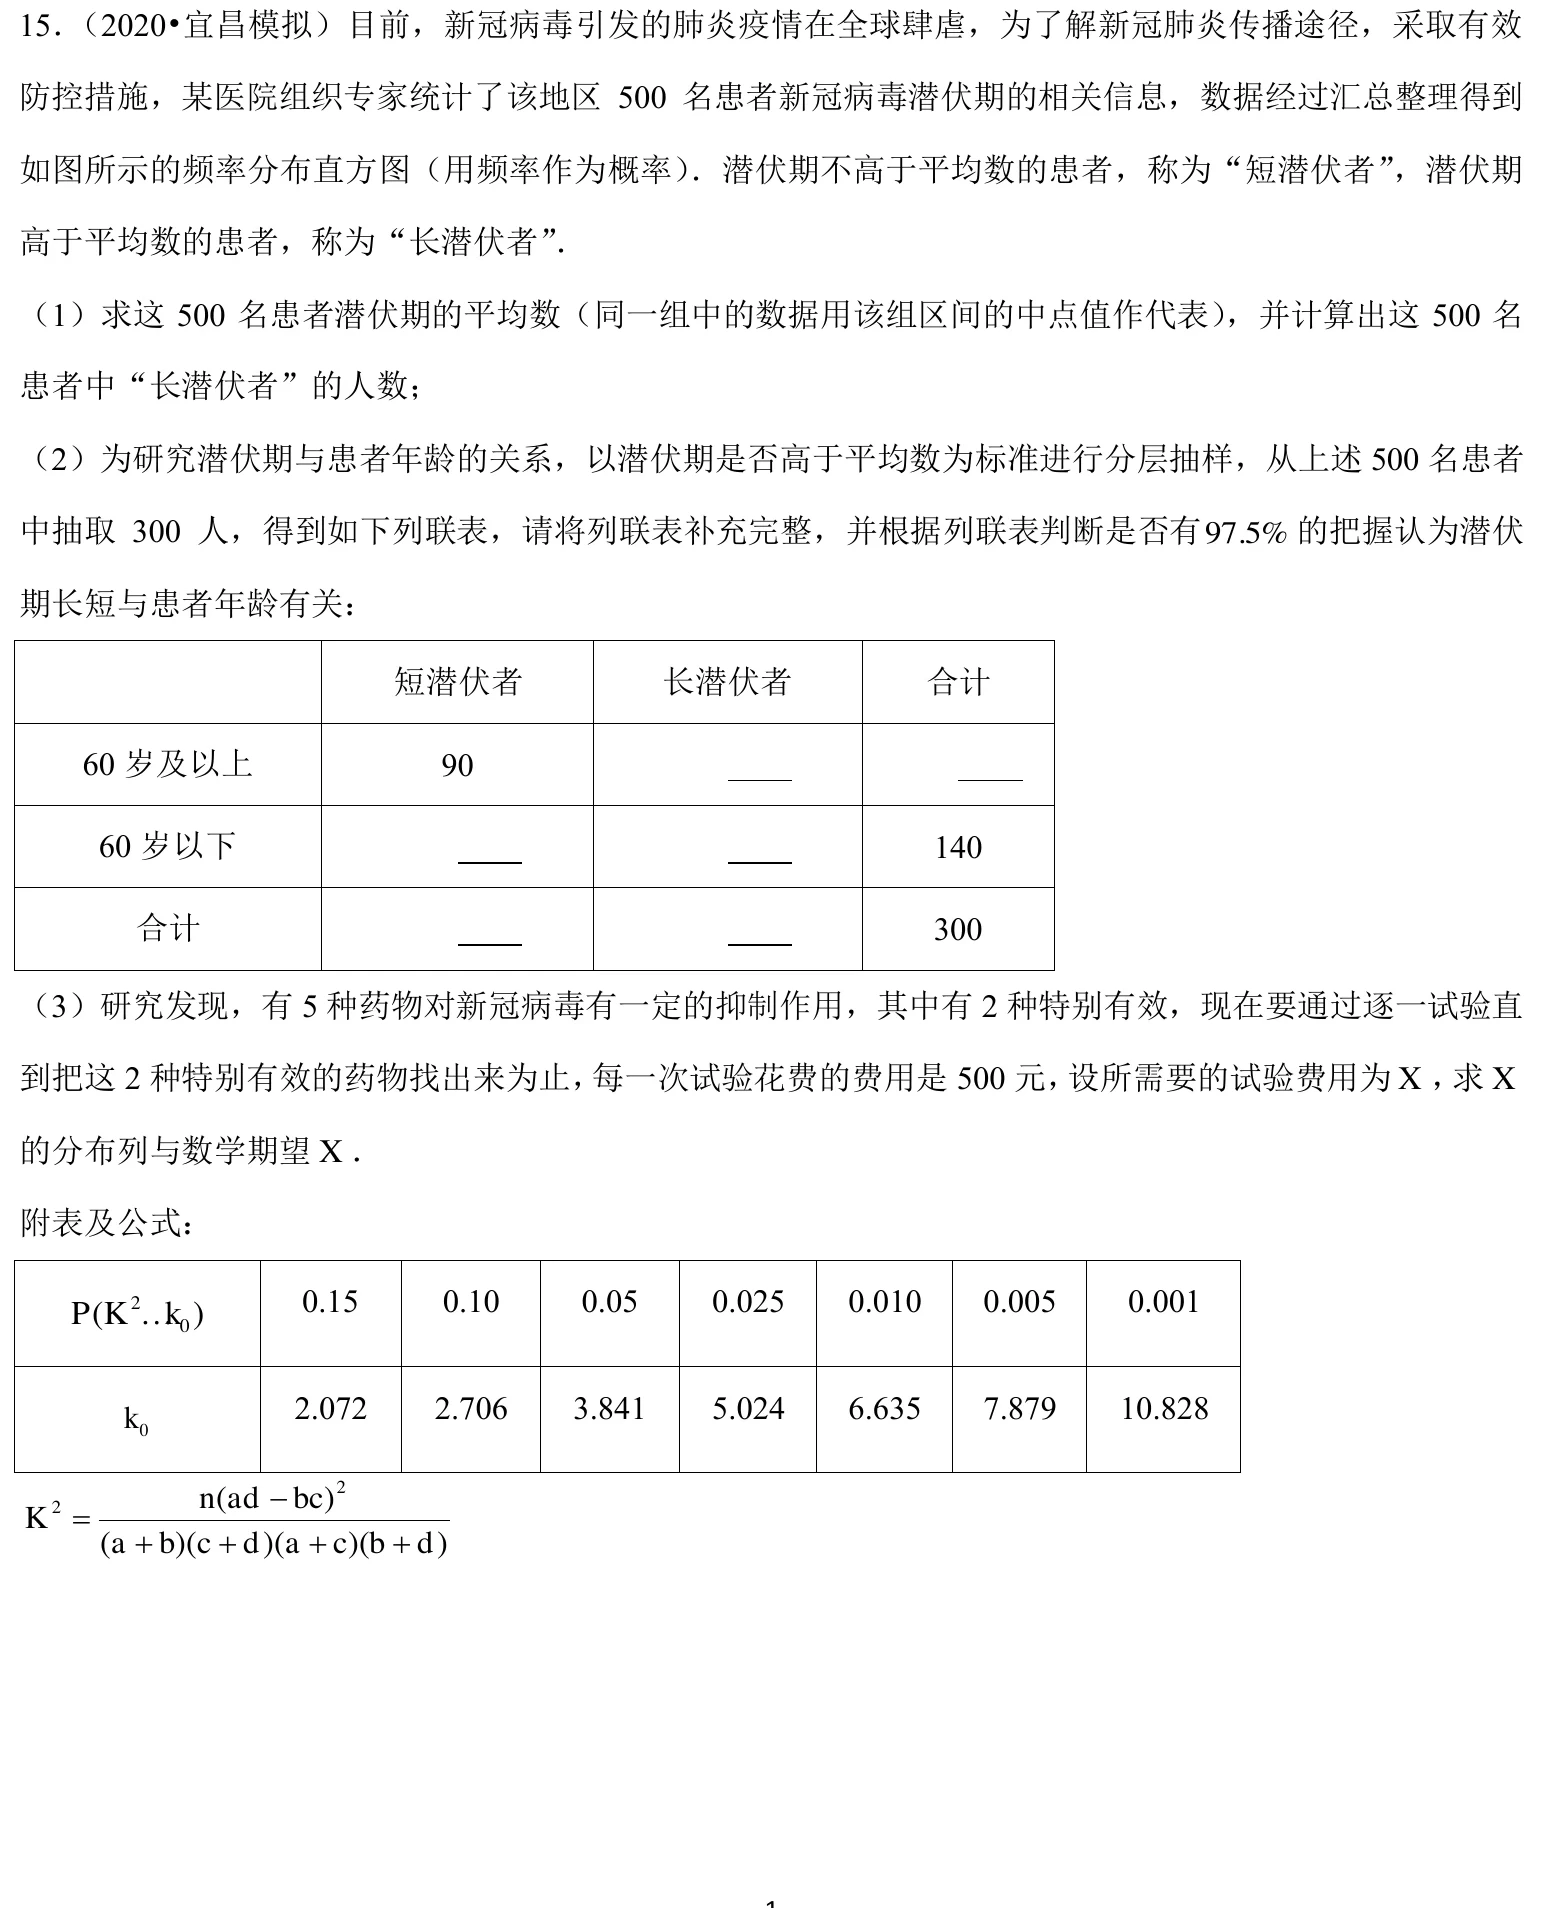 15.（2020•宜昌模拟）目前，新冠病毒引发的肺炎疫情在全球肆虐，为了解新冠肺炎传播途径，采取有效
防控措施，某医院组织专家统计了该地区 500 名患者新冠病毒潜伏期的相关信息，数据经过汇总整理得到
如图所示的频率分布直方图（用频率作为概率）．潜伏期不高于平均数的患者，称为“短潜伏者”，潜伏期
高于平均数的患者，称为“长潜伏者”．
（1）求这 500 名患者潜伏期的平均数（同一组中的数据用该组区间的中点值作代表），并计算出这 500 名
患者中“长潜伏者”的人数；
（2）为研究潜伏期与患者年龄的关系，以潜伏期是否高于平均数为标准进行分层抽样，从上述 500 名患者
中抽取 300 人，得到如下列联表，请将列联表补充完整，并根据列联表判断是否有 97.5% 的把握认为潜伏
期长短与患者年龄有关：
短潜伏者 长潜伏者 合计
60 岁及以上 90 ____ ____
60 岁以下 ____ ____ 140
合计 ____ ____ 300
（3）研究发现，有 5 种药物对新冠病毒有一定的抑制作用，其中有 2 种特别有效，现在要通过逐一试验直
到把这 2 种特别有效的药物找出来为止，每一次试验花费的费用是 500 元，设所需要的试验费用为 X ，求 X
的分布列与数学期望 X ．
附表及公式：
P(K²..k₀) 0.15 0.10 0.05 0.025 0.010 0.005 0.001
k₀ 2.072 2.706 3.841 5.024 6.635 7.879 10.828
K² = n(ad − bc)² / (a + b)(c + d)(a + c)(b + d)